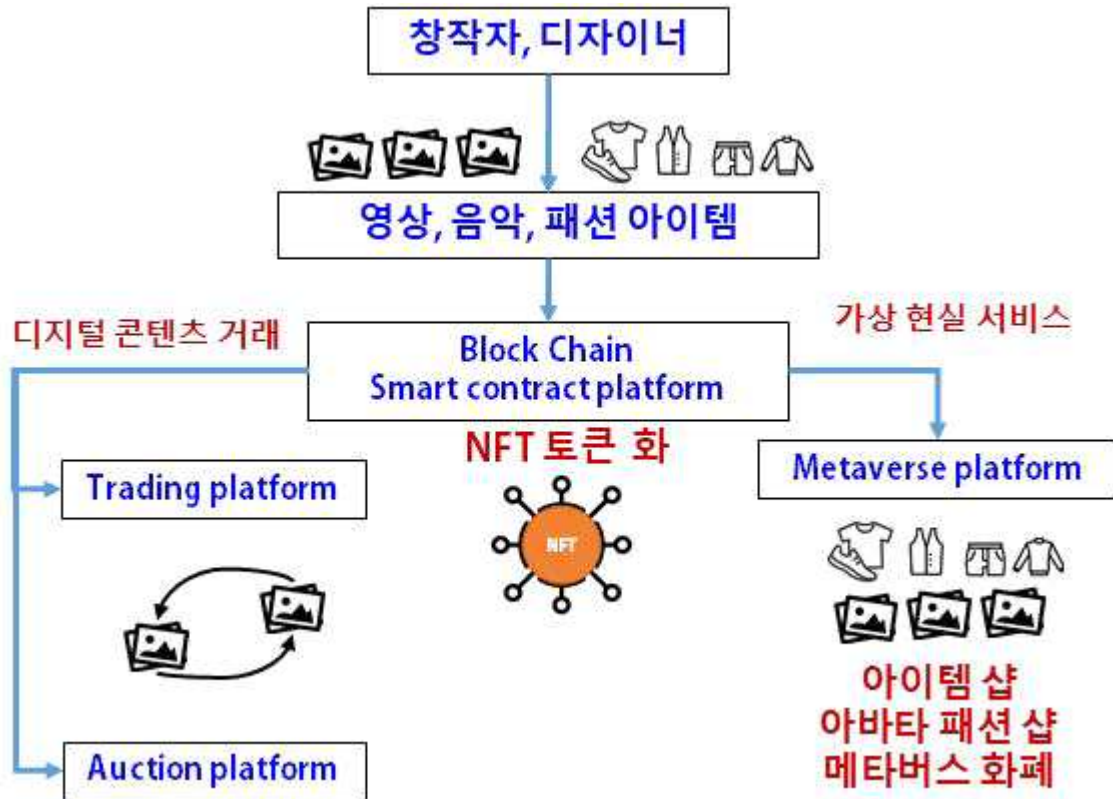 창작자, 디자이너
영상, 음악, 패션 아이템
디지털 콘텐츠 거래
가상 현실 서비스
Block Chain
Smart contract platform
NFT 토큰 화
Trading platform
Metaverse platform
NFT
아이템 샵
아바타 패션 샵
메타버스 화폐
Auction platform